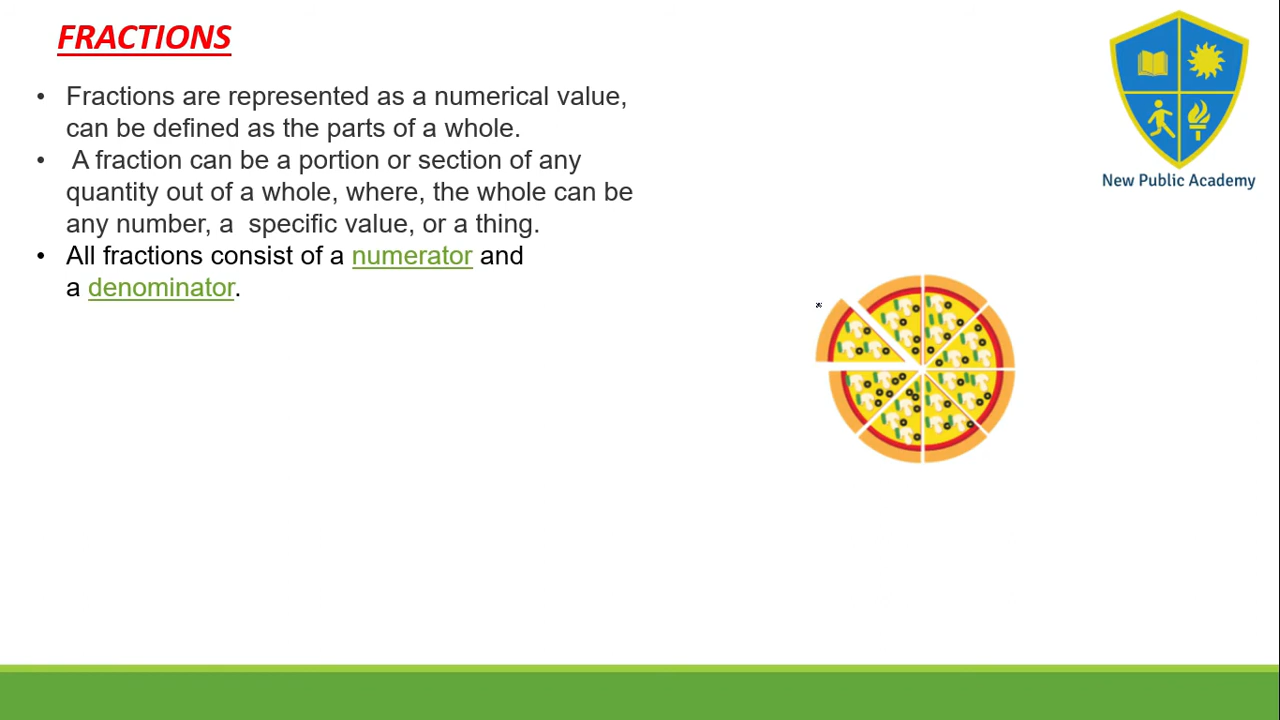 FRACTIONS
• Fractions are represented as a numerical value,
can be defined as the parts of a whole.
• A fraction can be a portion or section of any
quantity out of a whole, where, the whole can be
any number, a  specific value, or a thing.
• All fractions consist of a numerator and
a denominator.
New Public Academy